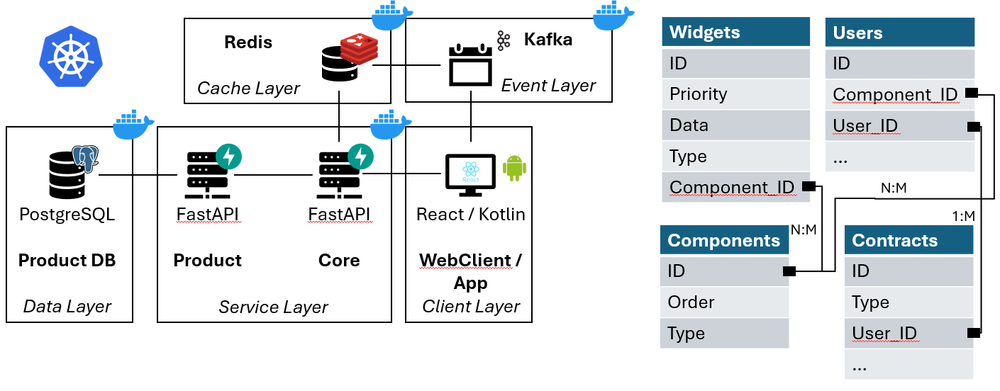 Redis
Cache Layer
Kafka
Event Layer
PostgreSQL
Product DB
Data Layer
FastAPI
Product
FastAPI
Core
Service Layer
React
React / Kotlin
WebClient /
App
Client Layer
Widgets
ID
Priority
Data
Type
Component_ID
Users
ID
Component_ID
User_ID
...
N:M
1:M
N:M
Components
ID
Order
Type
Contracts
ID
Type
User_ID
...